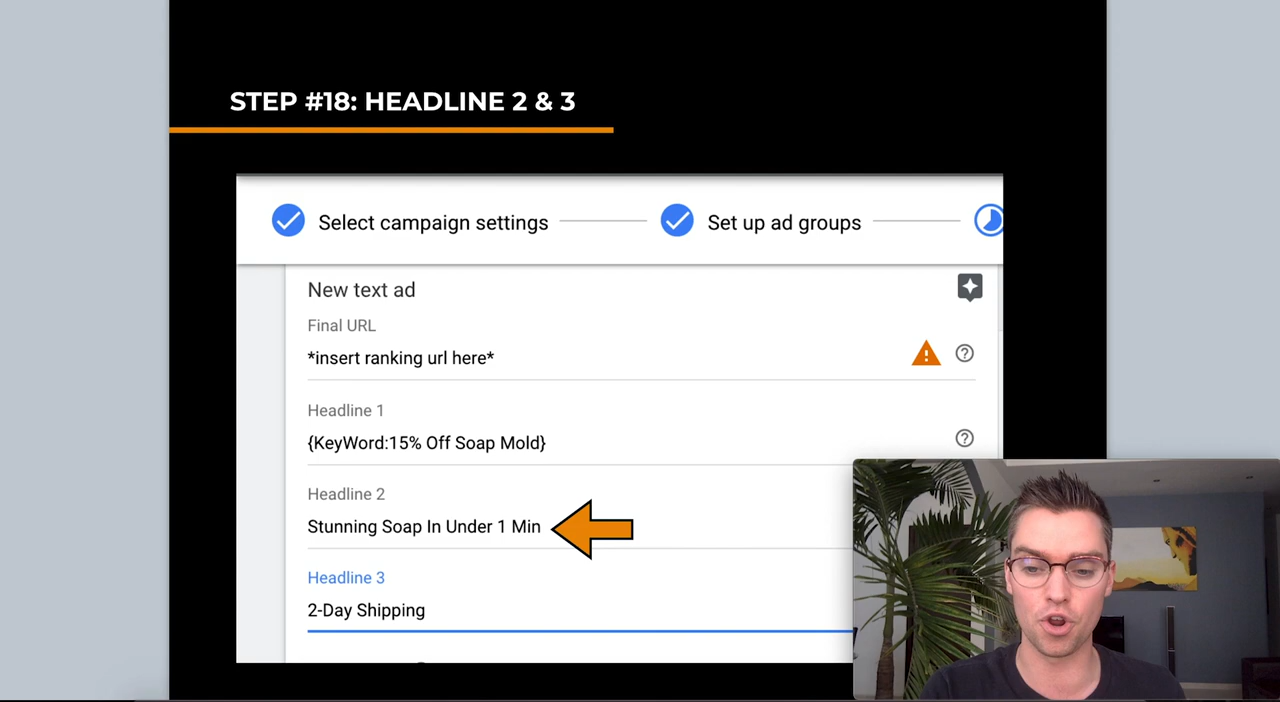 STEP #18: HEADLINE 2 & 3
Select campaign settings
Set up ad groups
New text ad
Final URL
*insert ranking url here*
Headline 1
{KeyWord:15% Off Soap Mold}
Headline 2
Stunning Soap In Under 1 Min
Headline 3
2-Day Shipping